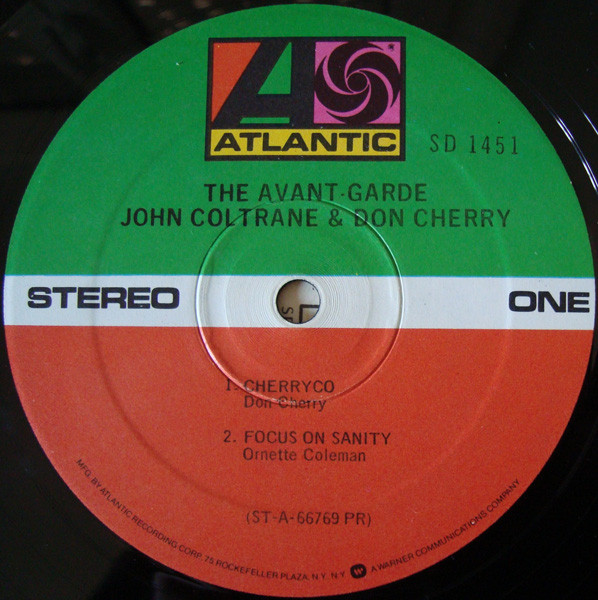 ATLANTIC
SD 1451
THE AVANT-GARDE
JOHN COLTRANE & DON CHERRY
STEREO
ONE
1. CHERRYCO
Don Cherry
2. FOCUS ON SANITY
Ornette Coleman
(ST-A-66769 PR)
MFG. BY ATLANTIC RECORDING CORP. 75 ROCKEFELLER PLAZA, N.Y. N.Y. A WARNER COMMUNICATIONS COMPANY